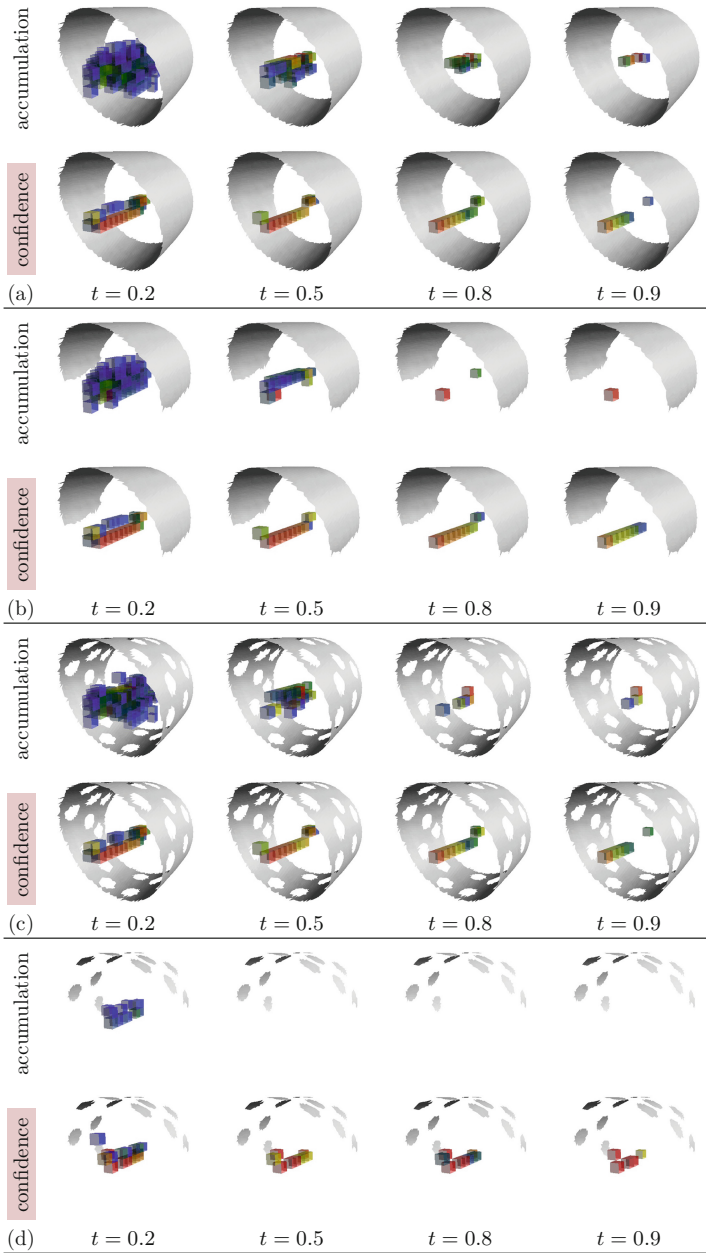 accumulation
confidence
(a) t = 0.2 t = 0.5 t = 0.8 t = 0.9
accumulation
confidence
(b) t = 0.2 t = 0.5 t = 0.8 t = 0.9
accumulation
confidence
(c) t = 0.2 t = 0.5 t = 0.8 t = 0.9
accumulation
confidence
(d) t = 0.2 t = 0.5 t = 0.8 t = 0.9